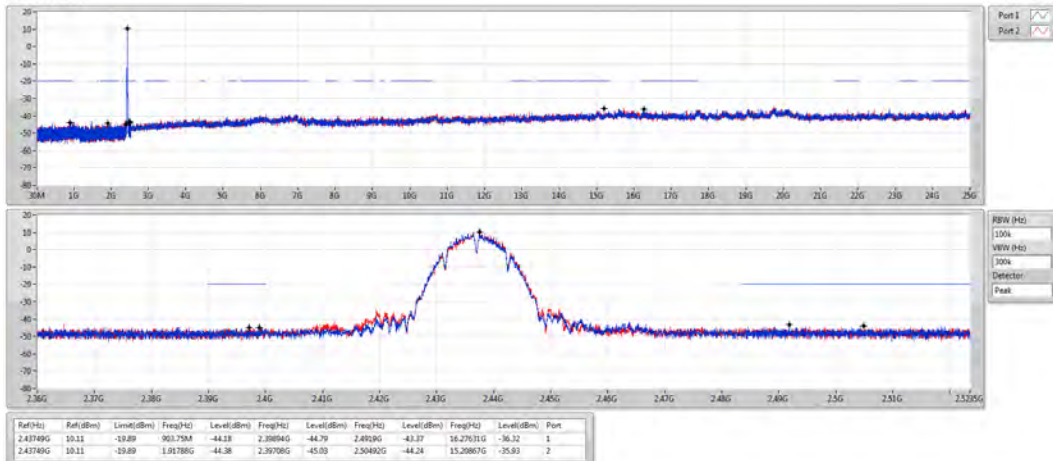 20
10
0
-10
-20
-30
-40
-50
-60
-70
-80
30M 1G 2G 3G 4G 5G 6G 7G 8G 9G 10G 11G 12G 13G 14G 15G 16G 17G 18G 19G 20G 21G 22G 23G 24G 25G
Port 1
Port 2
20
10
0
-10
-20
-30
-40
-50
-60
-70
-80
2.36G 2.37G 2.38G 2.39G 2.4G 2.41G 2.42G 2.43G 2.44G 2.45G 2.46G 2.47G 2.48G 2.49G 2.5G 2.51G 2.5235G
RBW (Hz)
100k
VBW (Hz)
300k
Detector
Peak
Ref(Hz) Ref(dBm) Limit(dBm) Freq(Hz) Level(dBm) Freq(Hz) Level(dBm) Freq(Hz) Level(dBm) Freq(Hz) Level(dBm) Port
2.43749G 10.11 -19.89 903.75M -44.18 2.39894G -44.79 2.4919G -43.37 16.27631G -36.32 1
2.43749G 10.11 -19.89 1.91788G -44.38 2.39708G -45.03 2.50492G -44.24 15.20867G -35.93 2